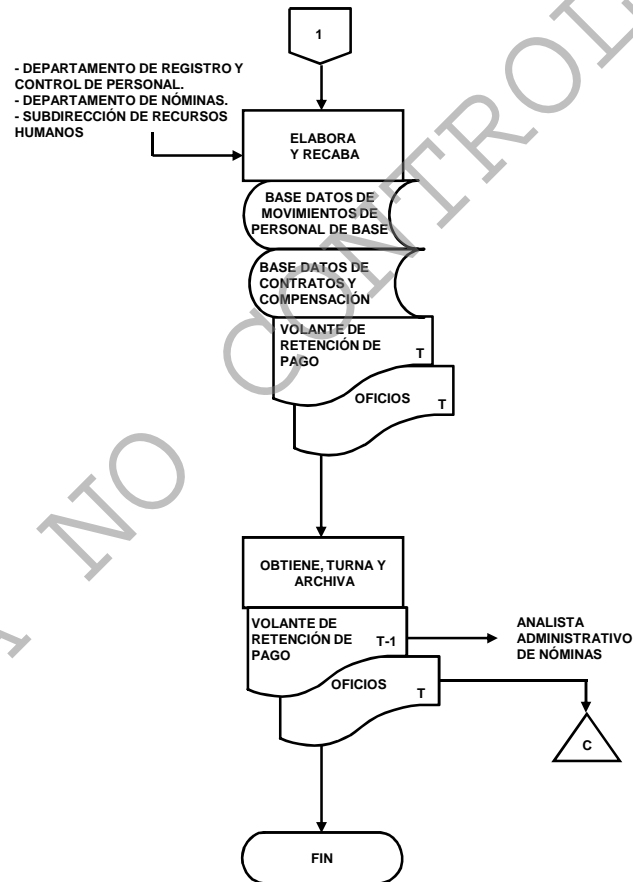 1
- DEPARTAMENTO DE REGISTRO Y
CONTROL DE PERSONAL.
- DEPARTAMENTO DE NÓMINAS.
- SUBDIRECCIÓN DE RECURSOS
HUMANOS
ELABORA
Y RECABA
BASE DATOS DE
MOVIMIENTOS DE
PERSONAL DE BASE
BASE DATOS DE
CONTRATOS Y
COMPENSACIÓN
VOLANTE DE
RETENCIÓN DE
PAGO
T
OFICIOS
T
OBTIENE, TURNA Y
ARCHIVA
VOLANTE DE
RETENCIÓN DE
PAGO
T-1
ANALISTA
ADMINISTRATIVO
DE NÓMINAS
OFICIOS
T
C
FIN
A NO CONTROL